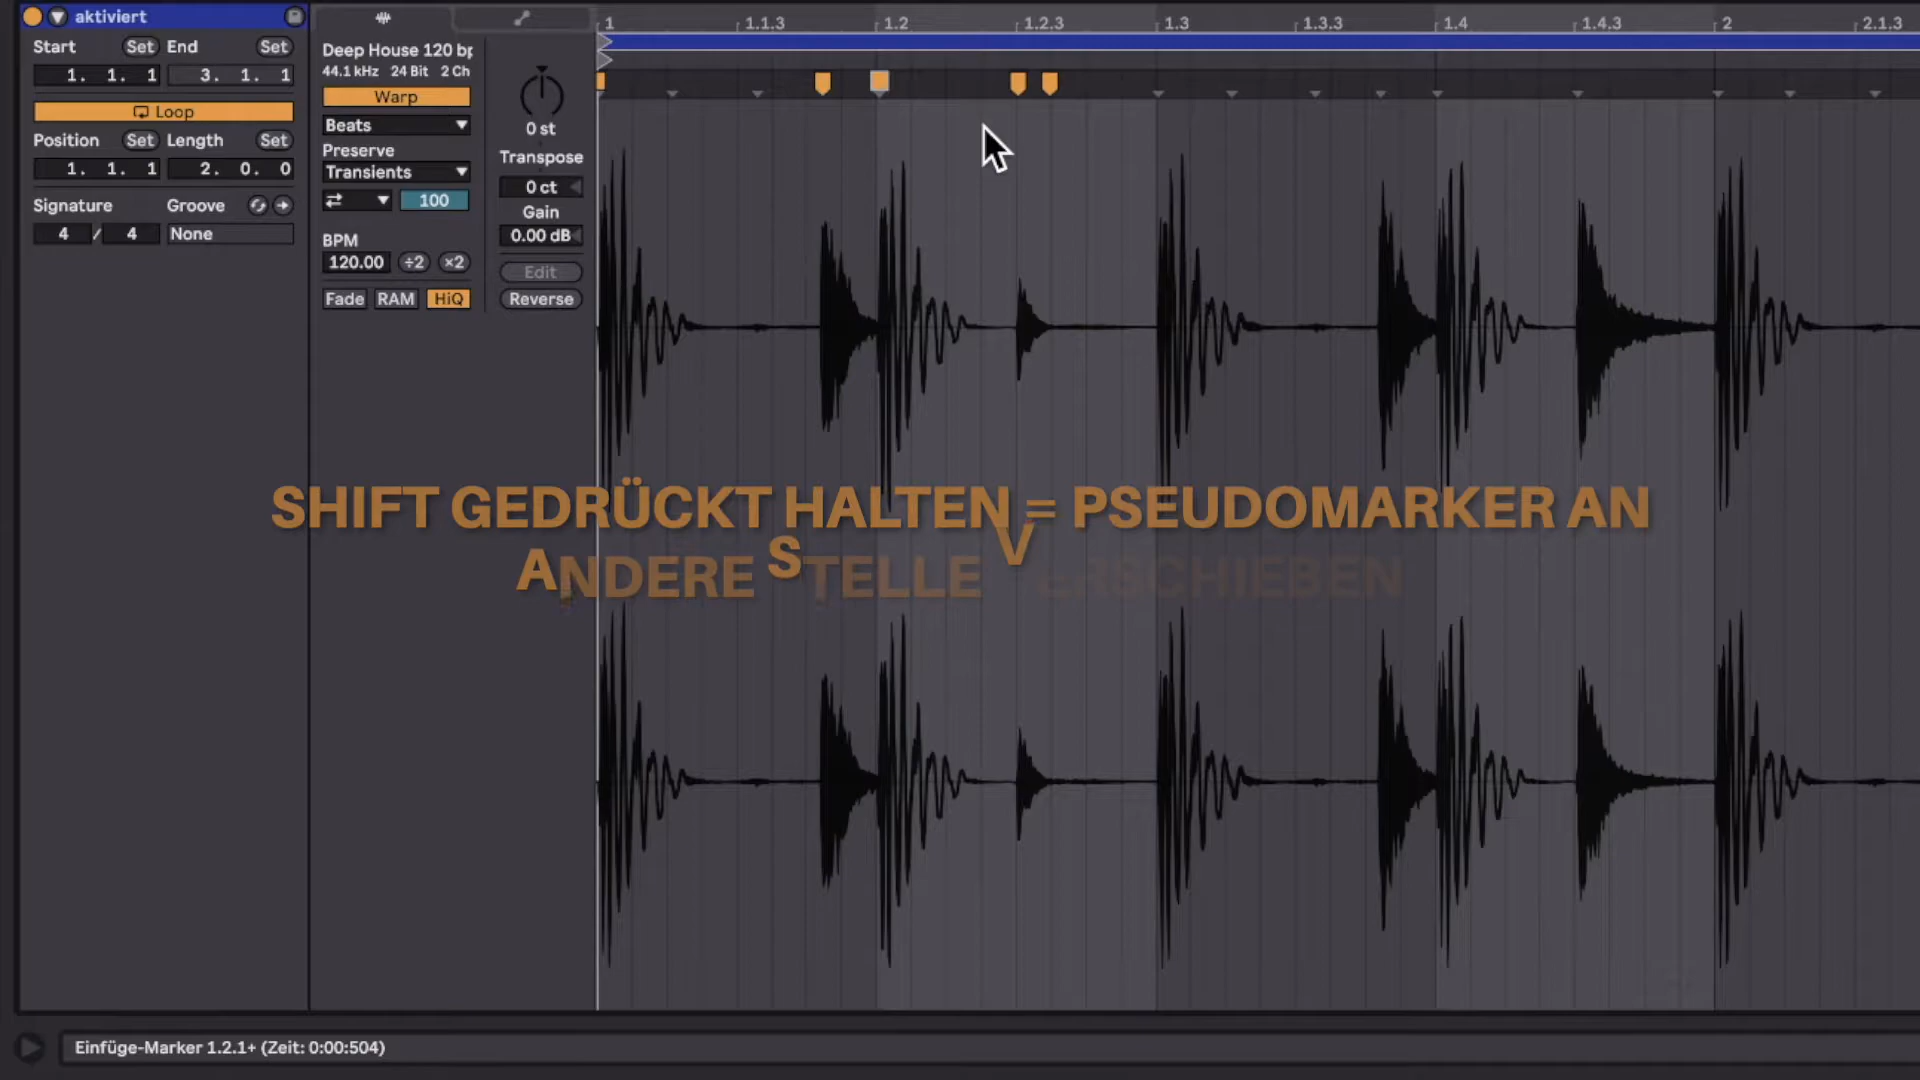 aktiviert
Start Set End Set
1. 1. 1 3. 1. 1
Loop
Position Set Length Set
1. 1. 1 2. 0. 0
Signature Groove
4 / 4 None
Deep House 120 bp
44.1 kHz 24 Bit 2 Ch
Warp
Beats
Preserve
Transients
100
BPM
120.00 ÷2 ×2
Fade RAM HiQ
0 st
Transpose
0 ct
Gain
0.00 dB
Edit
Reverse
1 1.1.3 1.2 1.2.3 1.3 1.3.3 1.4 1.4.3 2 2.1.3
SHIFT GEDRÜCKT HALTEN = PSEUDOMARKER AN
ANDERE STELLE VERSCHIEBEN
Einfüge-Marker 1.2.1+ (Zeit: 0:00:504)